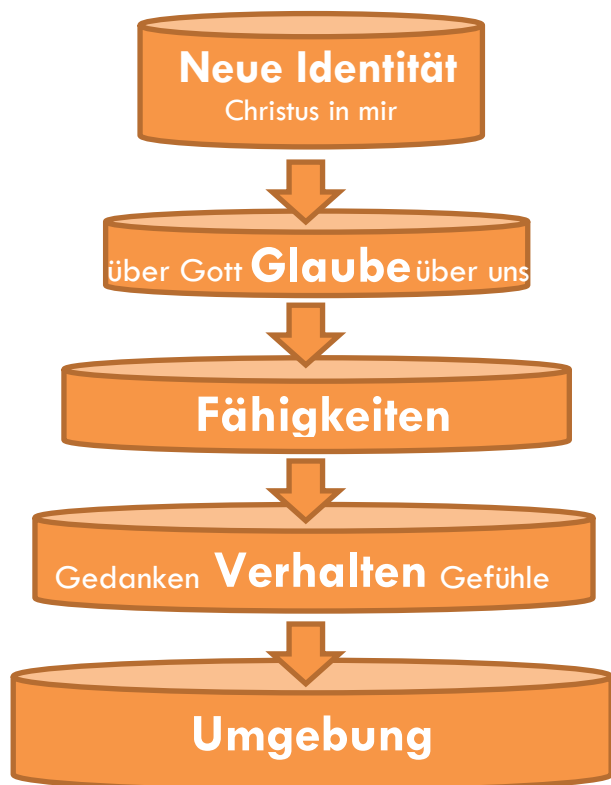 Neue Identität
Christus in mir
über Gott Glaube über uns
Fähigkeiten
Gedanken Verhalten Gefühle
Umgebung